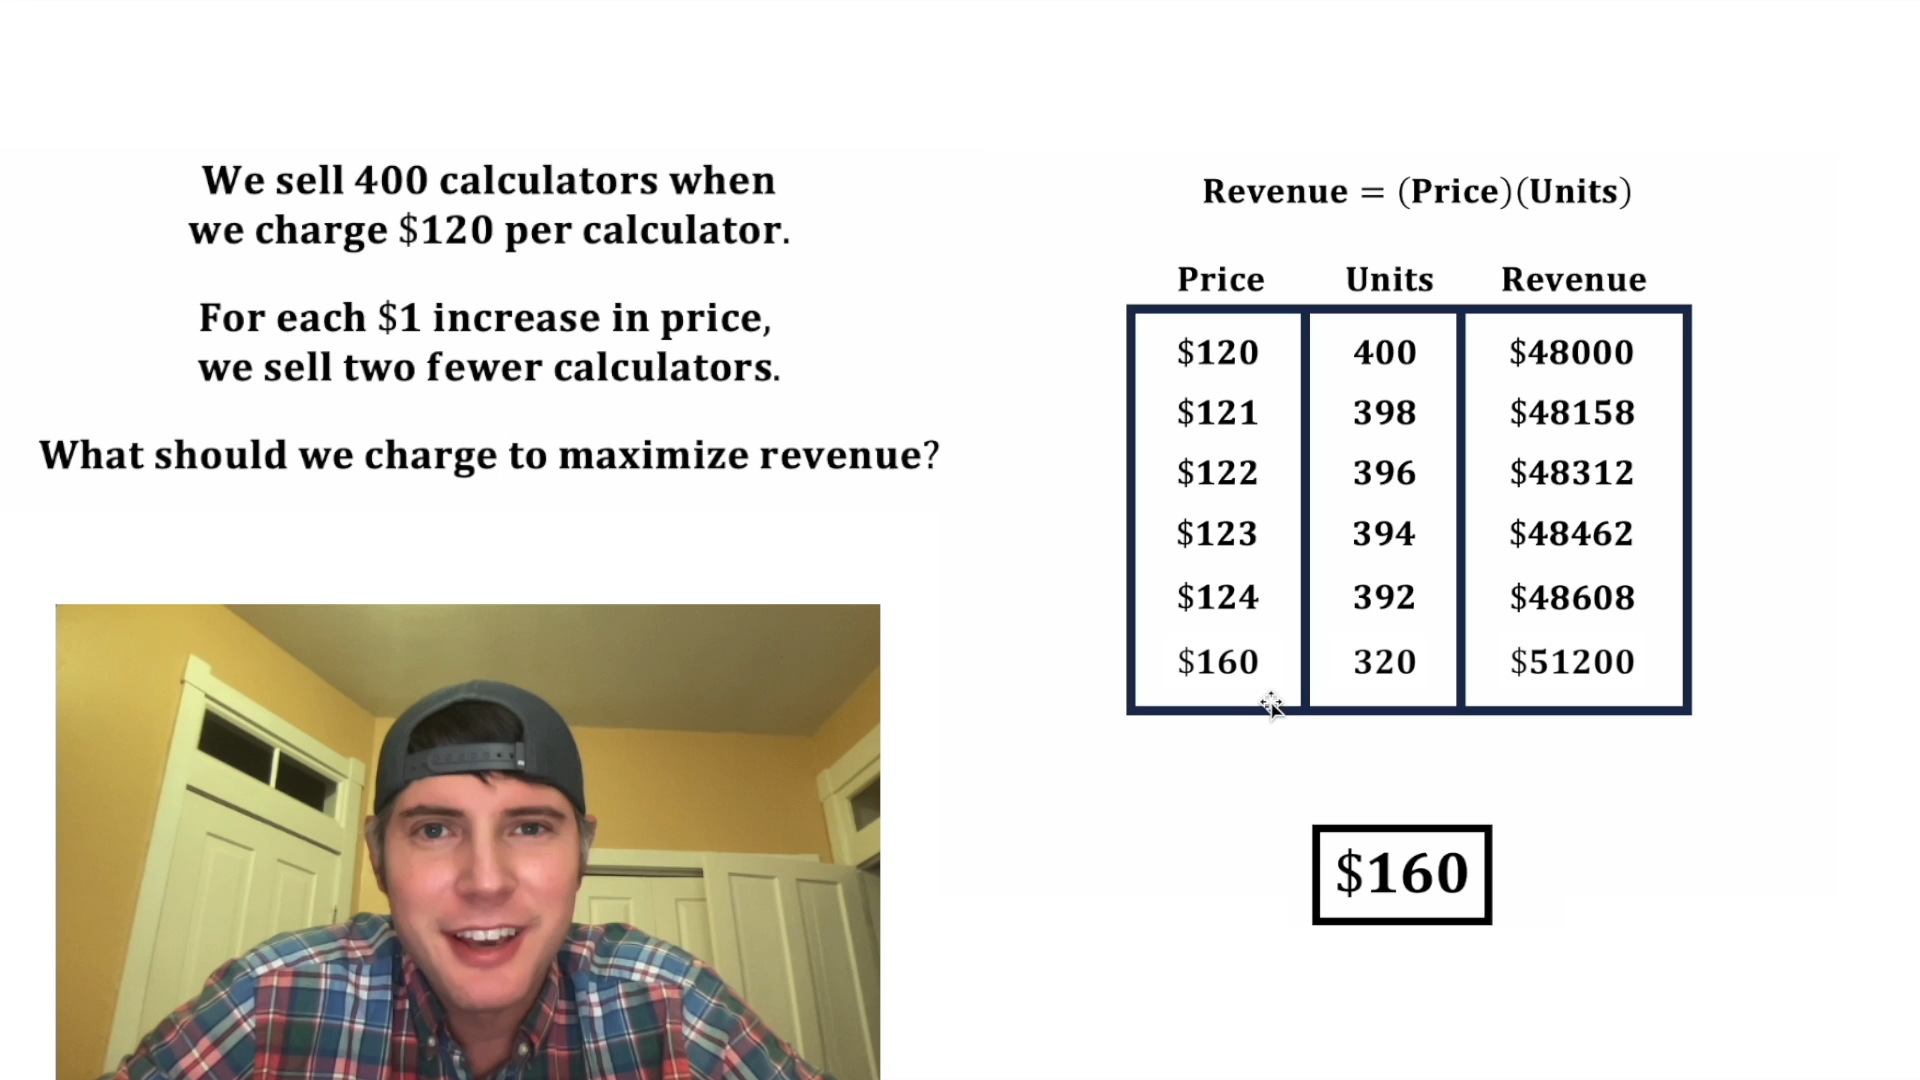 We sell 400 calculators when
we charge $120 per calculator.
For each $1 increase in price,
we sell two fewer calculators.
What should we charge to maximize revenue?
Revenue = (Price)(Units)
Price Units Revenue
$120 400 $48000
$121 398 $48158
$122 396 $48312
$123 394 $48462
$124 392 $48608
$160 320 $51200
$160